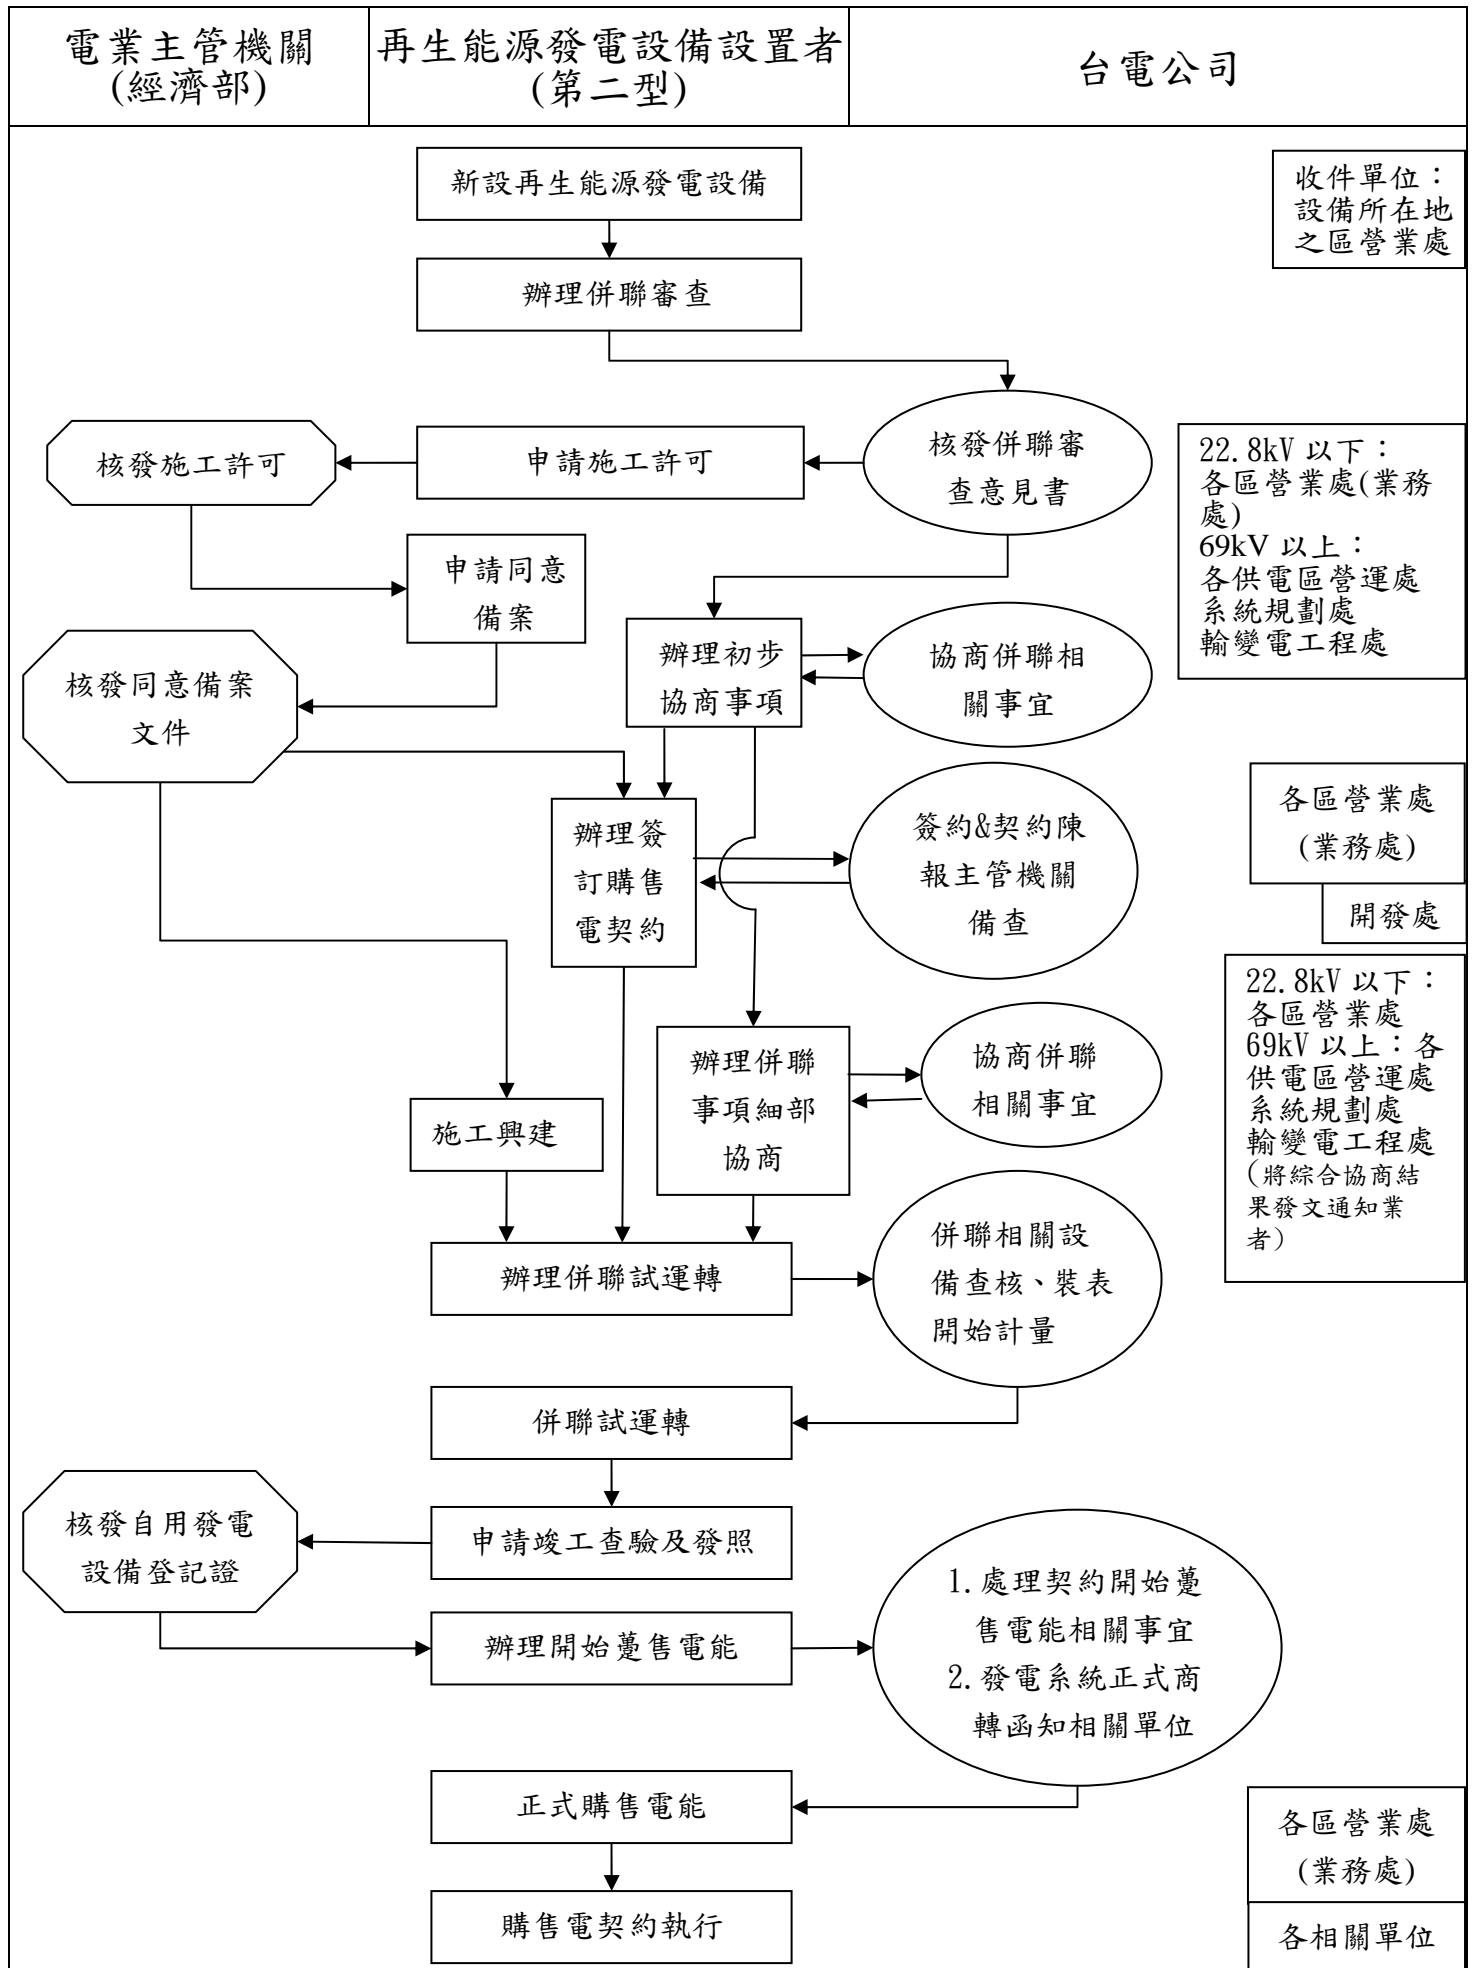 電業主管機關
(經濟部)
再生能源發電設備設置者
(第二型)
台電公司
新設再生能源發電設備
收件單位：
設備所在地
之區營業處
辦理併聯審查
核發併聯審
查意見書
申請施工許可
核發施工許可
22.8kV 以下：
各區營業處(業務
處)
69kV 以上：
各供電區營運處
系統規劃處
輸變電工程處
申請同意
備案
核發同意備案
文件
辦理初步
協商事項
協商併聯相
關事宜
辦理簽
訂購售
電契約
簽約&契約陳
報主管機關
備查
各區營業處
(業務處)
開發處
22.8kV 以下：
各區營業處
69kV 以上：各
供電區營運處
系統規劃處
輸變電工程處
(將綜合協商結
果發文通知業
者)
辦理併聯
事項細部
協商
協商併聯
相關事宜
施工興建
辦理併聯試運轉
併聯相關設
備查核、裝表
開始計量
併聯試運轉
申請竣工查驗及發照
核發自用發電
設備登記證
辦理開始躉售電能
1.處理契約開始躉
售電能相關事宜
2.發電系統正式商
轉函知相關單位
正式購售電能
各區營業處
(業務處)
購售電契約執行
各相關單位